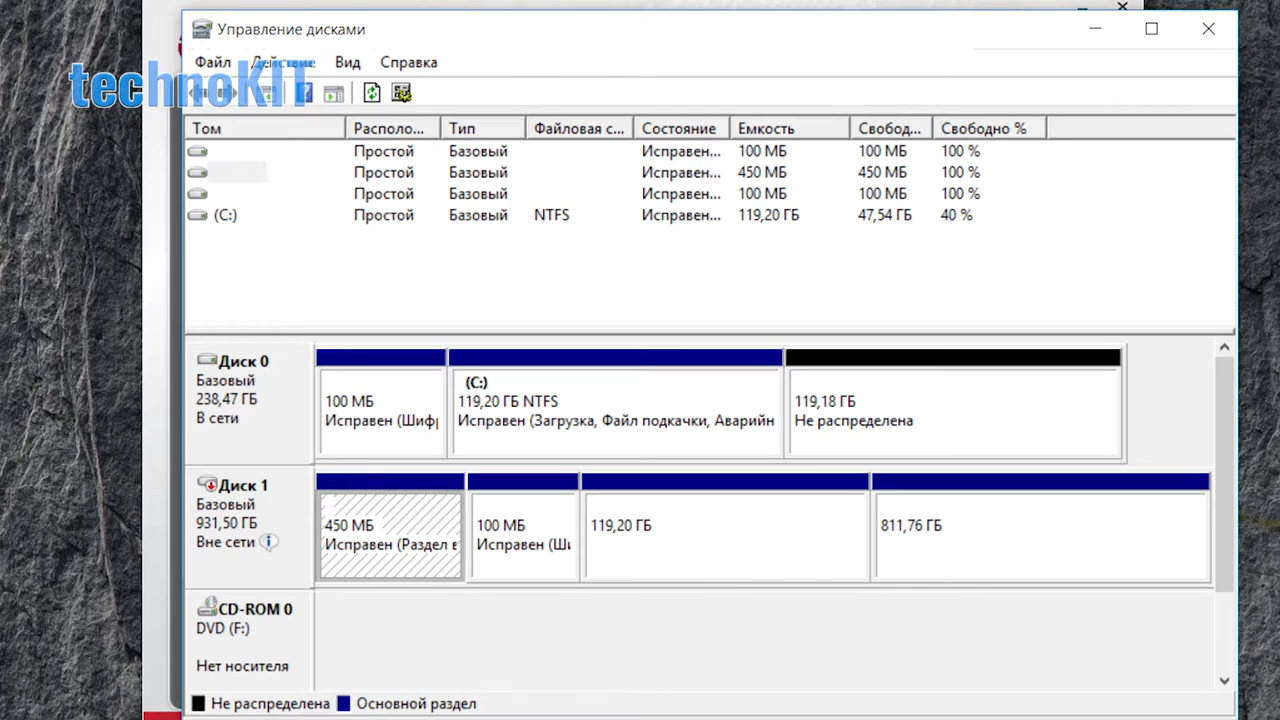 Управление дисками
Файл Действие Вид Справка
technoKIT
Том Располо... Тип Файловая с... Состояние Емкость Свобод... Свободно %
Простой Базовый Исправен... 100 МБ 100 МБ 100 %
Простой Базовый Исправен... 450 МБ 450 МБ 100 %
Простой Базовый Исправен... 100 МБ 100 МБ 100 %
(C:) Простой Базовый NTFS Исправен... 119,20 ГБ 47,54 ГБ 40 %
Диск 0
Базовый
238,47 ГБ
В сети
100 МБ
Исправен (Шифр
(C:)
119,20 ГБ NTFS
Исправен (Загрузка, Файл подкачки, Аварийн
119,18 ГБ
Не распределена
Диск 1
Базовый
931,50 ГБ
Вне сети
450 МБ
Исправен (Раздел в
100 МБ
Исправен (Ши
119,20 ГБ
811,76 ГБ
CD-ROM 0
DVD (F:)
Нет носителя
Не распределена Основной раздел